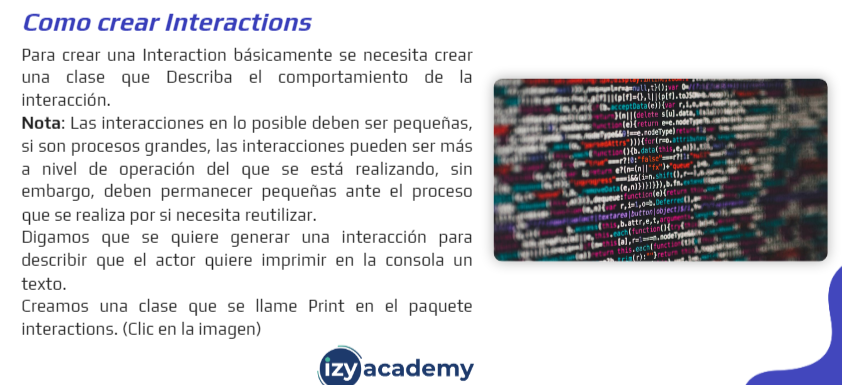 Como crear Interactions
Para crear una Interaction básicamente se necesita crear
una clase que Describa el comportamiento de la
interacción.
Nota: Las interacciones en lo posible deben ser pequeñas,
si son procesos grandes, las interacciones pueden ser más
a nivel de operación del que se está realizando, sin
embargo, deben permanecer pequeñas ante el proceso
que se realiza por si necesita reutilizar.
Digamos que se quiere generar una interacción para
describir que el actor quiere imprimir en la consola un
texto.
Creamos una clase que se llame Print en el paquete
interactions. (Clic en la imagen)
izyacademy